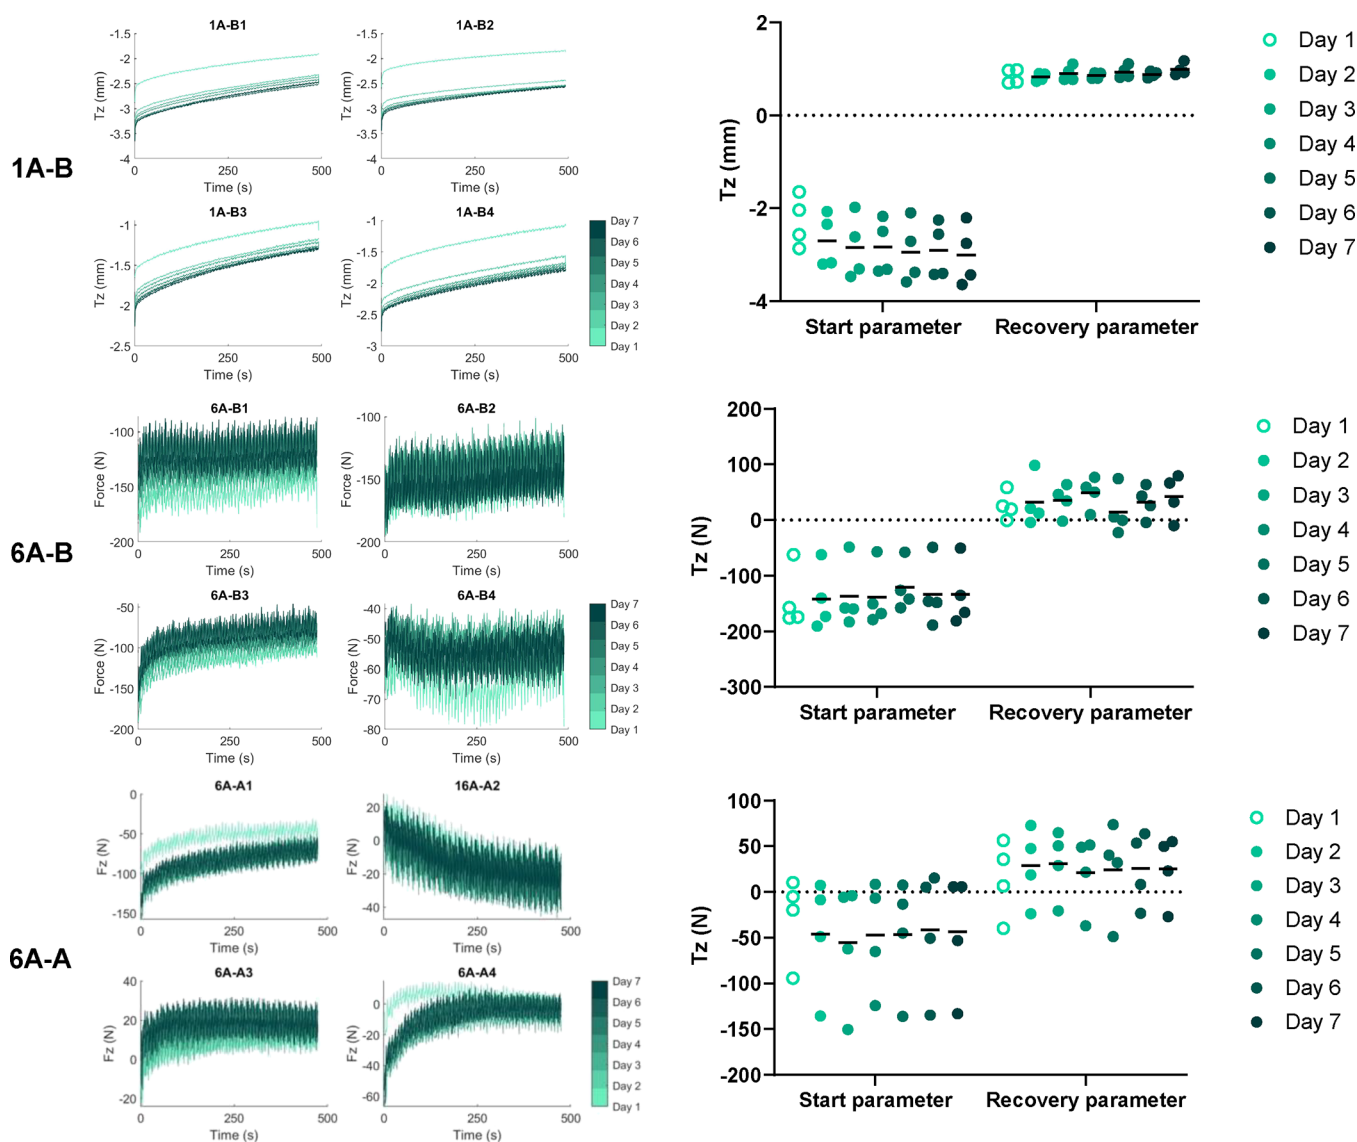 1A-B
1A-B1
-1.5
-2
-2.5
-3
-3.5
-4
Tz (mm)
0 250 500
Time (s)
1A-B2
-1.5
-2
-2.5
-3
-3.5
-4
0 250 500
Time (s)
1A-B3
-1
-1.5
-2
-2.5
Tz (mm)
0 250 500
Time (s)
1A-B4
-1
-1.5
-2
-2.5
-3
0 250 500
Time (s)
Day 7
Day 6
Day 5
Day 4
Day 3
Day 2
Day 1
2
0
-2
-4
Tz (mm)
Start parameter
Recovery parameter
Day 1
Day 2
Day 3
Day 4
Day 5
Day 6
Day 7
6A-B
6A-B1
-100
-150
-200
Force (N)
0 250 500
Time (s)
6A-B2
-100
-150
-200
0 250 500
Time (s)
6A-B3
-50
-100
-150
-200
Force (N)
0 250 500
Time (s)
6A-B4
-40
-50
-60
-70
-80
0 250 500
Time (s)
Day 7
Day 6
Day 5
Day 4
Day 3
Day 2
Day 1
200
100
0
-100
-200
-300
Tz (N)
Start parameter
Recovery parameter
Day 1
Day 2
Day 3
Day 4
Day 5
Day 6
Day 7
6A-A
6A-A1
0
-50
-100
-150
Fz (N)
0 250 500
Time (s)
16A-A2
20
0
-20
-40
Fz (N)
0 250 500
Time (s)
6A-A3
40
20
0
-20
Fz (N)
0 250 500
Time (s)
6A-A4
0
-20
-40
-60
Fz (N)
0 250 500
Time (s)
Day 7
Day 6
Day 5
Day 4
Day 3
Day 2
Day 1
100
50
0
-50
-100
-150
-200
Tz (N)
Start parameter
Recovery parameter
Day 1
Day 2
Day 3
Day 4
Day 5
Day 6
Day 7